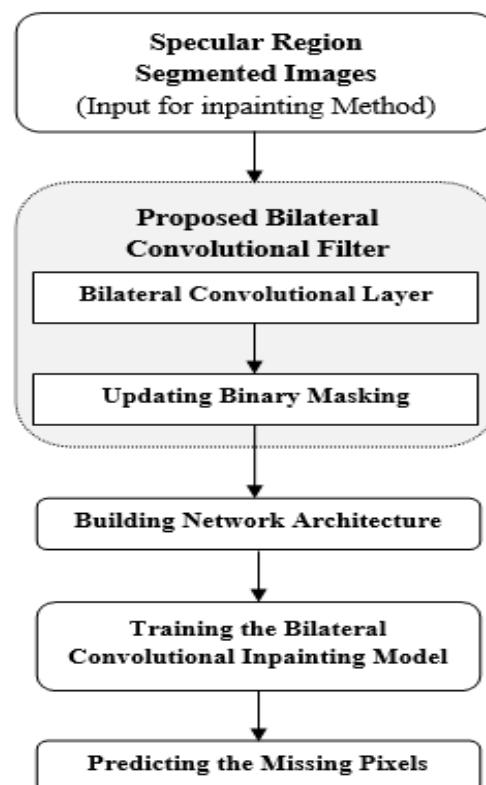 Specular Region
Segmented Images
(Input for inpainting Method)
Proposed Bilateral
Convolutional Filter
Bilateral Convolutional Layer
Updating Binary Masking
Building Network Architecture
Training the Bilateral
Convolutional Inpainting Model
Predicting the Missing Pixels